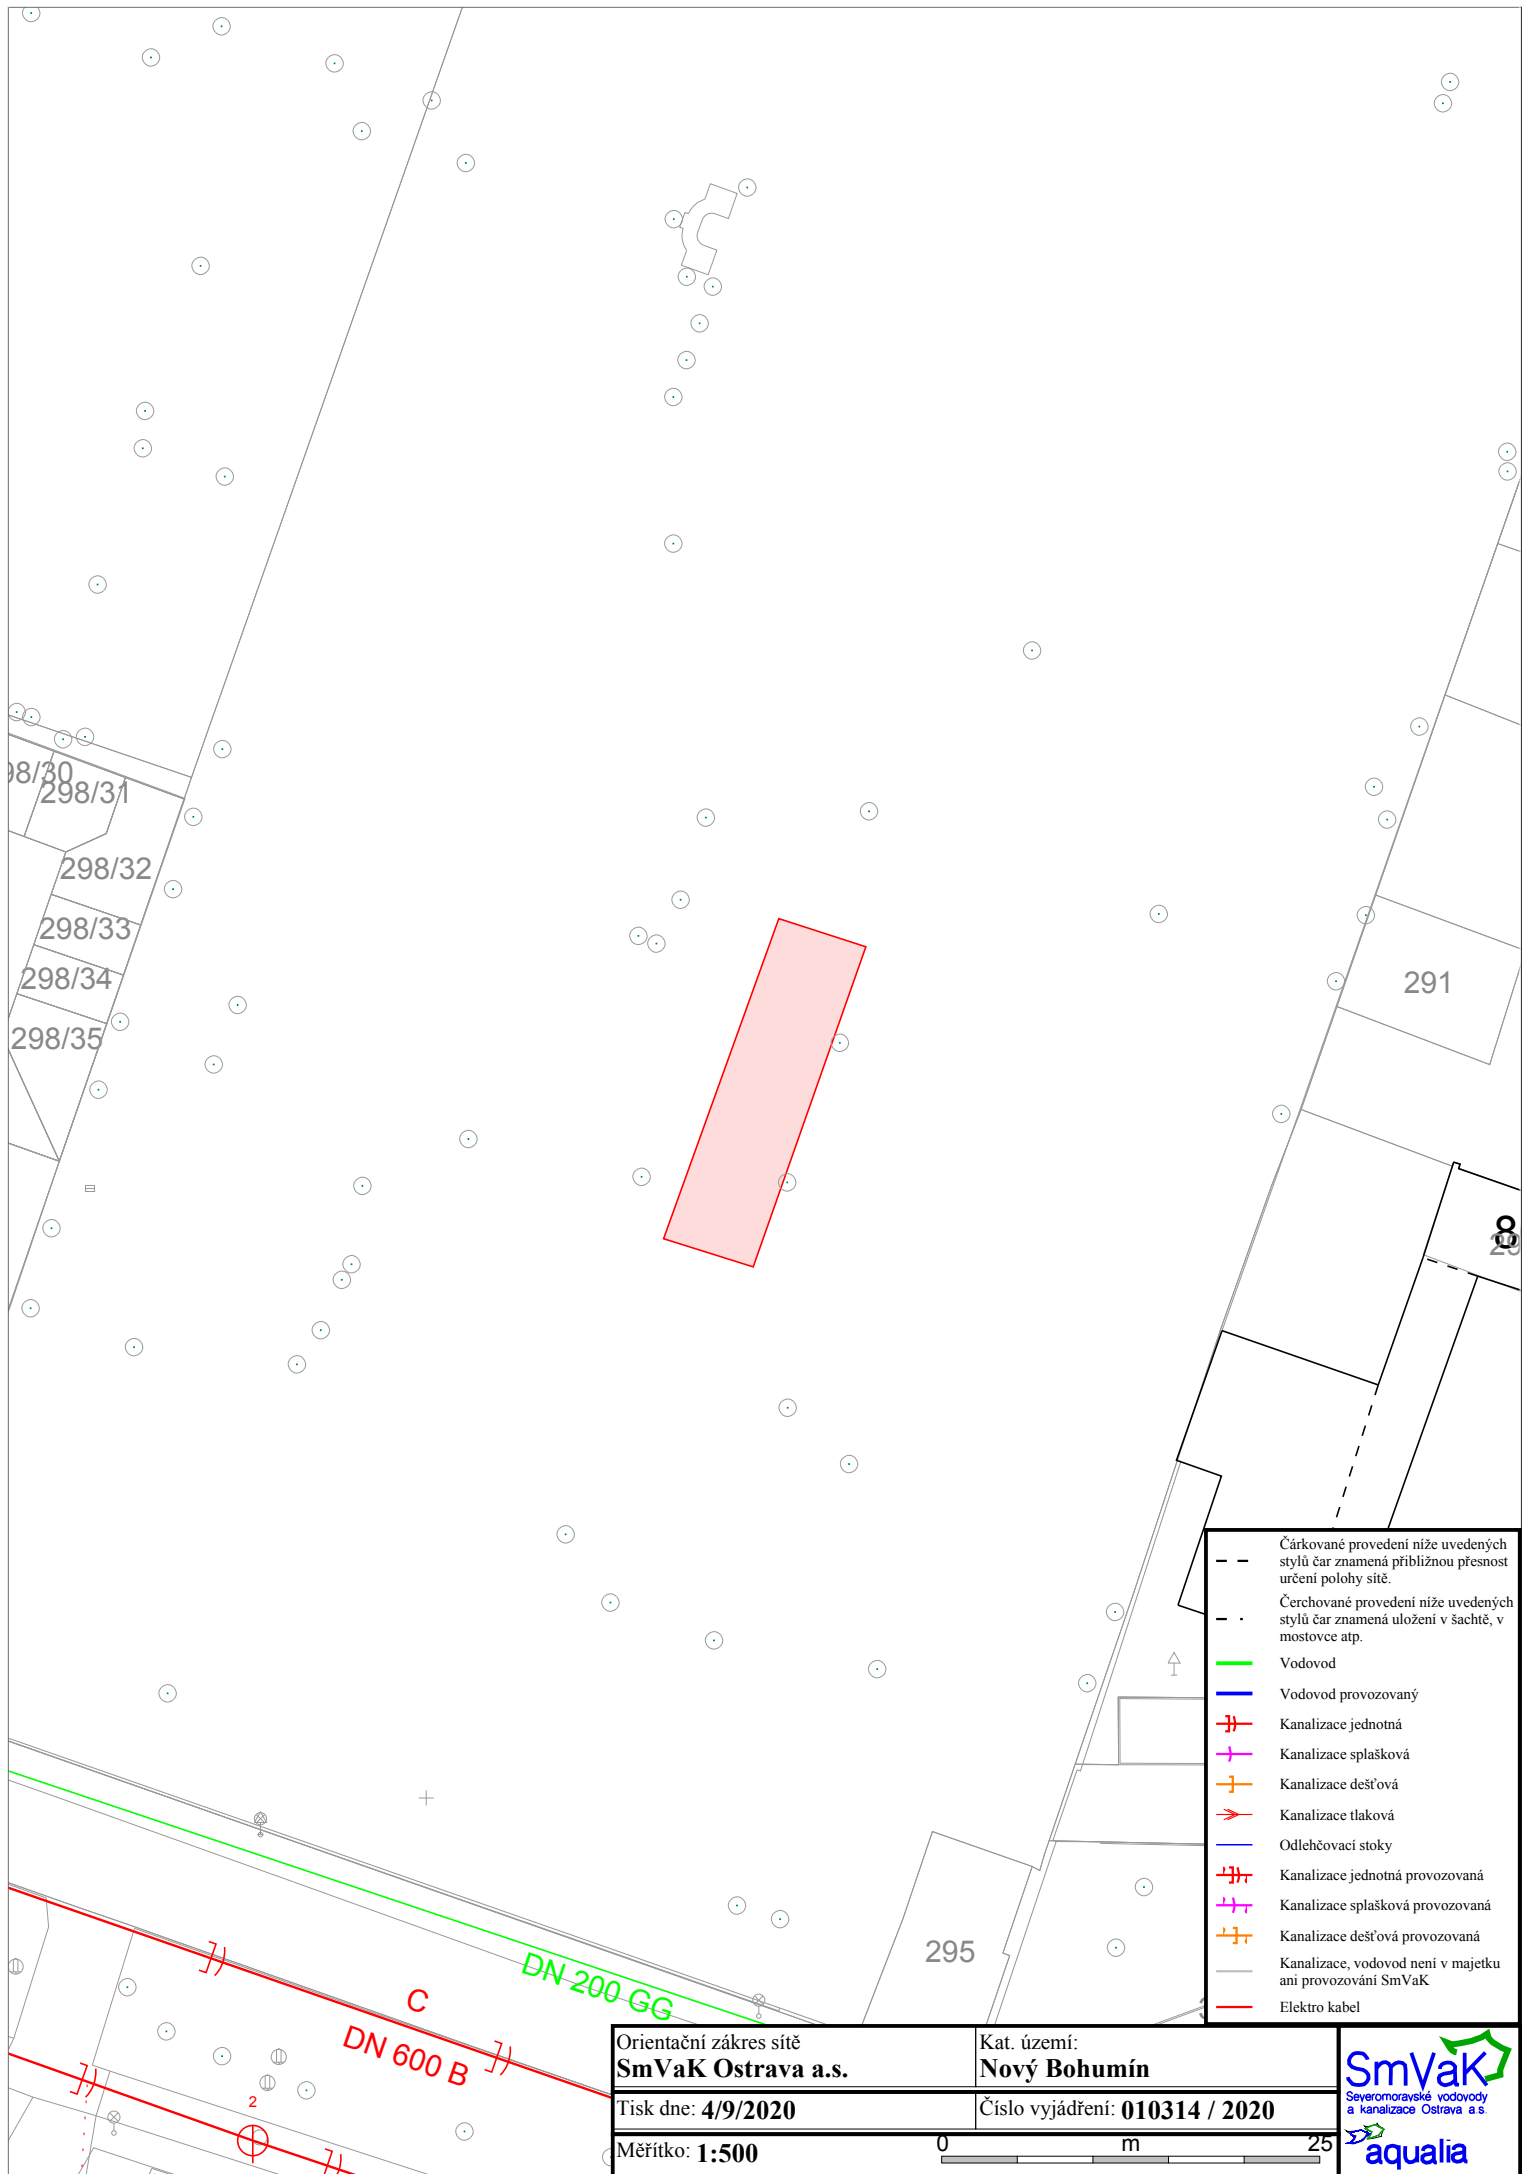 98/30
298/31
298/32
298/33
298/34
298/35
291
8
29
295
DN 200 GG
C
DN 600 B
2
Čárkované provedení níže uvedených
stylů čar znamená přibližnou přesnost
určení polohy sítě.
Čerchované provedení níže uvedených
stylů čar znamená uložení v šachtě, v
mostovce atp.
Vodovod
Vodovod provozovaný
Kanalizace jednotná
Kanalizace splašková
Kanalizace dešťová
Kanalizace tlaková
Odlehčovací stoky
Kanalizace jednotná provozovaná
Kanalizace splašková provozovaná
Kanalizace dešťová provozovaná
Kanalizace, vodovod není v majetku
ani provozování SmVaK
Elektro kabel
Orientační zákres sítě
SmVaK Ostrava a.s.
Kat. území:
Nový Bohumín
Tisk dne: 4/9/2020
Číslo vyjádření: 010314 / 2020
Měřítko: 1:500
0 m 25
SmVaK
Severomoravské vodovody
a kanalizace Ostrava a.s.
aqualia